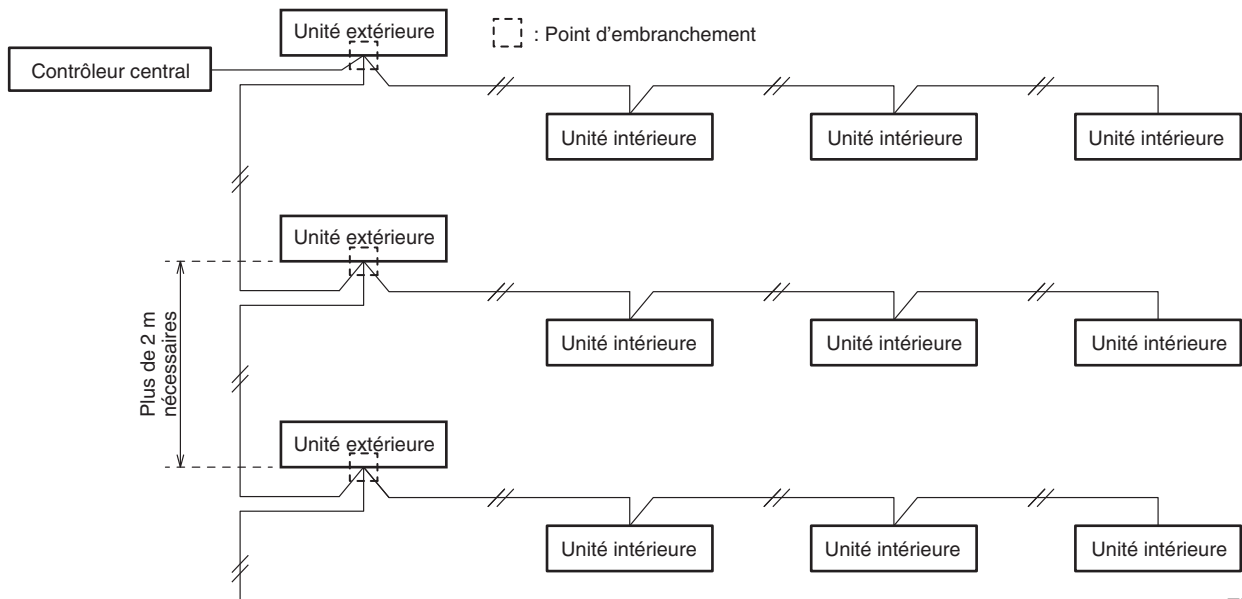 Unité extérieure
: Point d'embranchement
Contrôleur central
Unité intérieure
Unité intérieure
Unité intérieure
Unité extérieure
Unité intérieure
Unité intérieure
Unité intérieure
Plus de 2 m
nécessaires
Unité extérieure
Unité intérieure
Unité intérieure
Unité intérieure